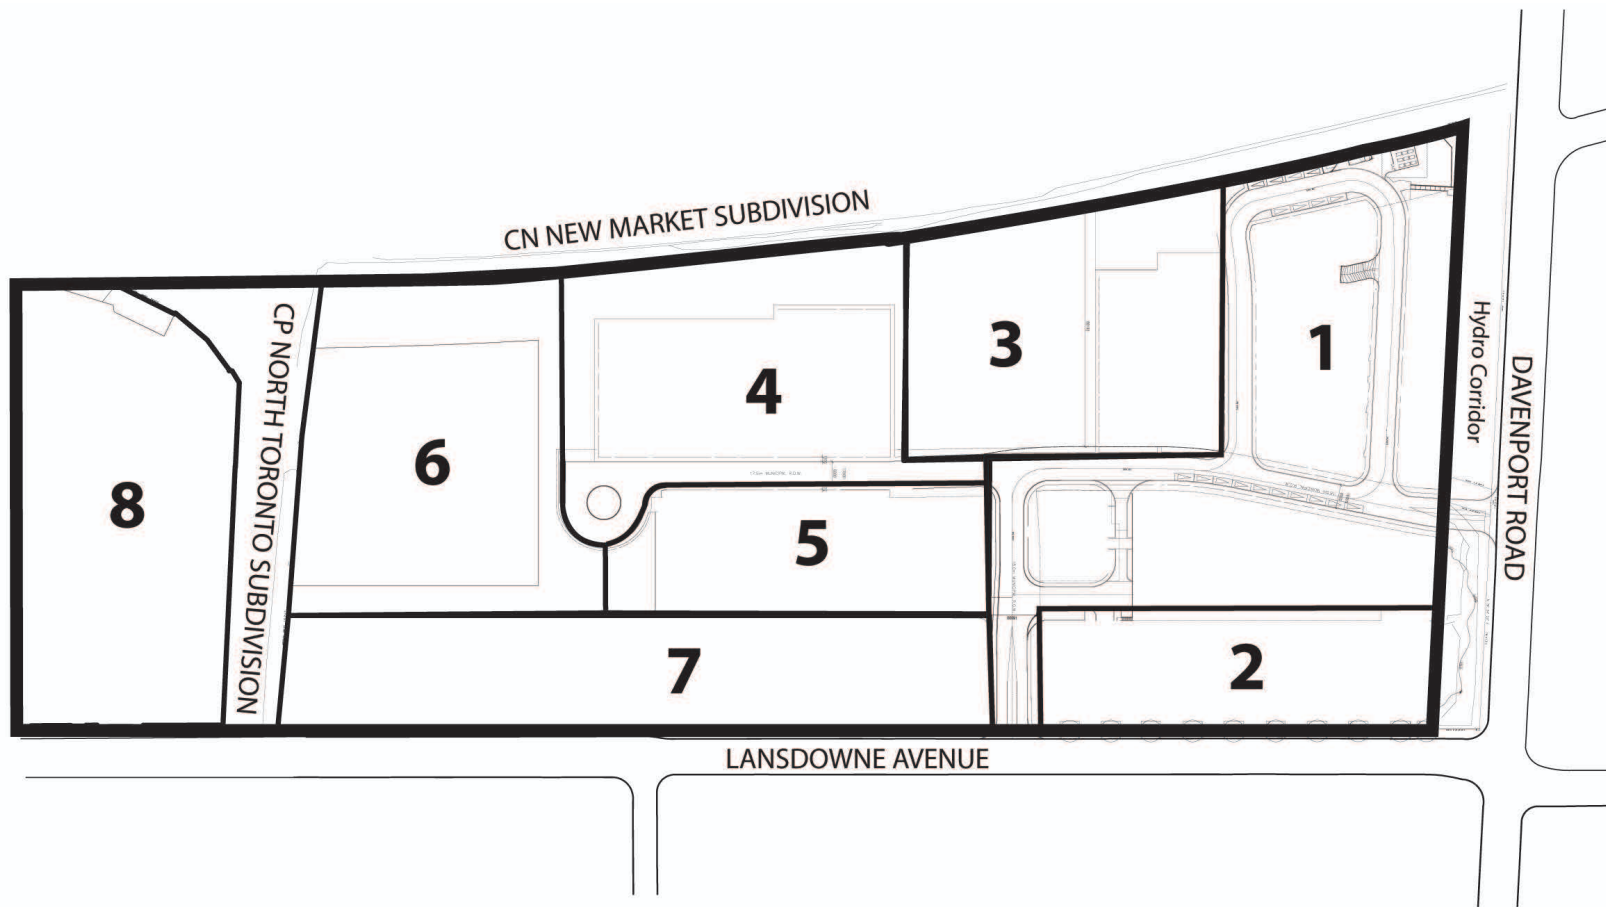 CN NEW MARKET SUBDIVISION
CP NORTH TORONTO SUBDIVISION
Hydro Corridor
DAVENPORT ROAD
3
1
4
6
8
5
7
2
LANSDOWNE AVENUE